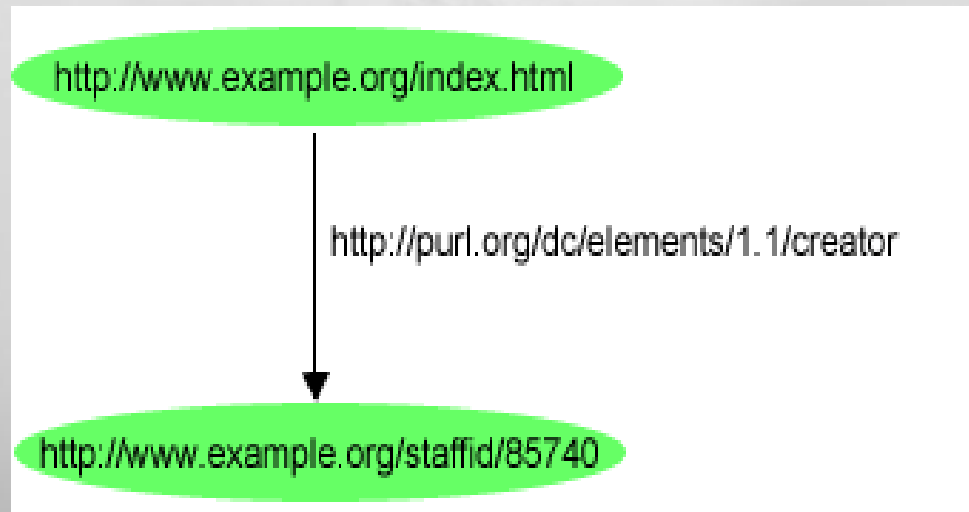 http://www.example.org/index.html
http://purl.org/dc/elements/1.1/creator
http://www.example.org/staffid/85740